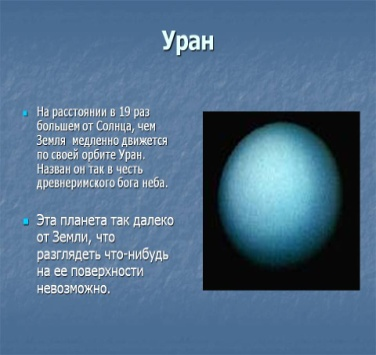 Уран
На расстоянии в 19 раз
большем от Солнца, чем
Земля медленно движется
по своей орбите Уран.
Назван он так в честь
древнеримского бога неба.
Эта планета так далеко
от Земли, что
разглядеть что-нибудь
на ее поверхности
невозможно.